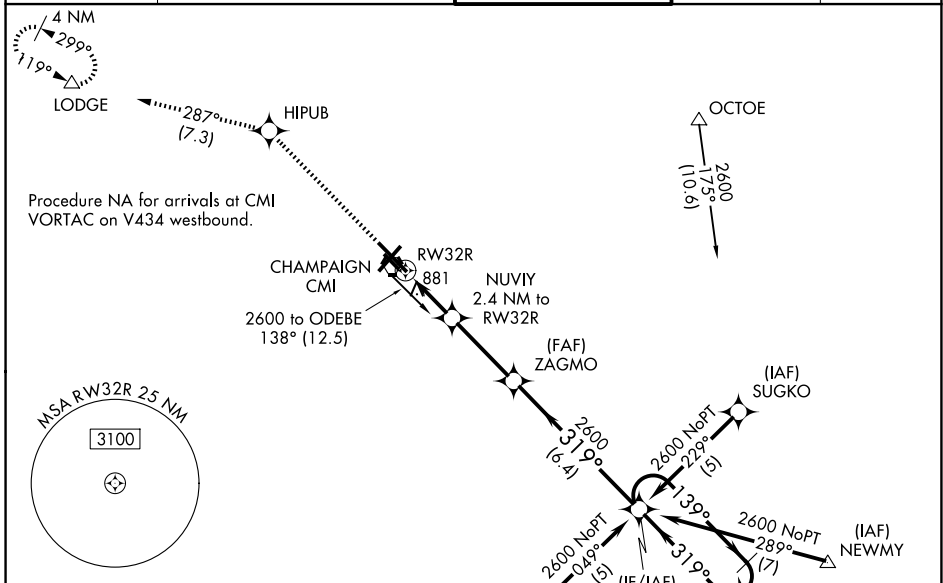 4 NM
299°
119°
LODGE
287°
(7.3)
HIPUB
OCTOE
2600
175°
(10.6)
Procedure NA for arrivals at CMI
VORTAC on V434 westbound.
CHAMPAIGN
CMI
RW32R
881
NUVIY
2.4 NM to
RW32R
2600 to ODEBE
138° (12.5)
(FAF)
ZAGMO
(IAF)
SUGKO
MSA RW32R 25 NM
3100
2600
319°
(6.4)
2600 NoPT
229°
(5)
139°
2600 NoPT
289°
(7)
(IAF)
NEWMY
2600 NoPT
049°
(5)
319°
(IF/IAF)